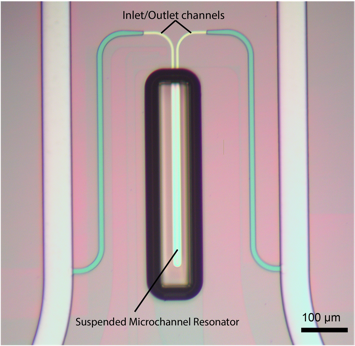 Inlet/Outlet channels
Suspended Microchannel Resonator
100 µm